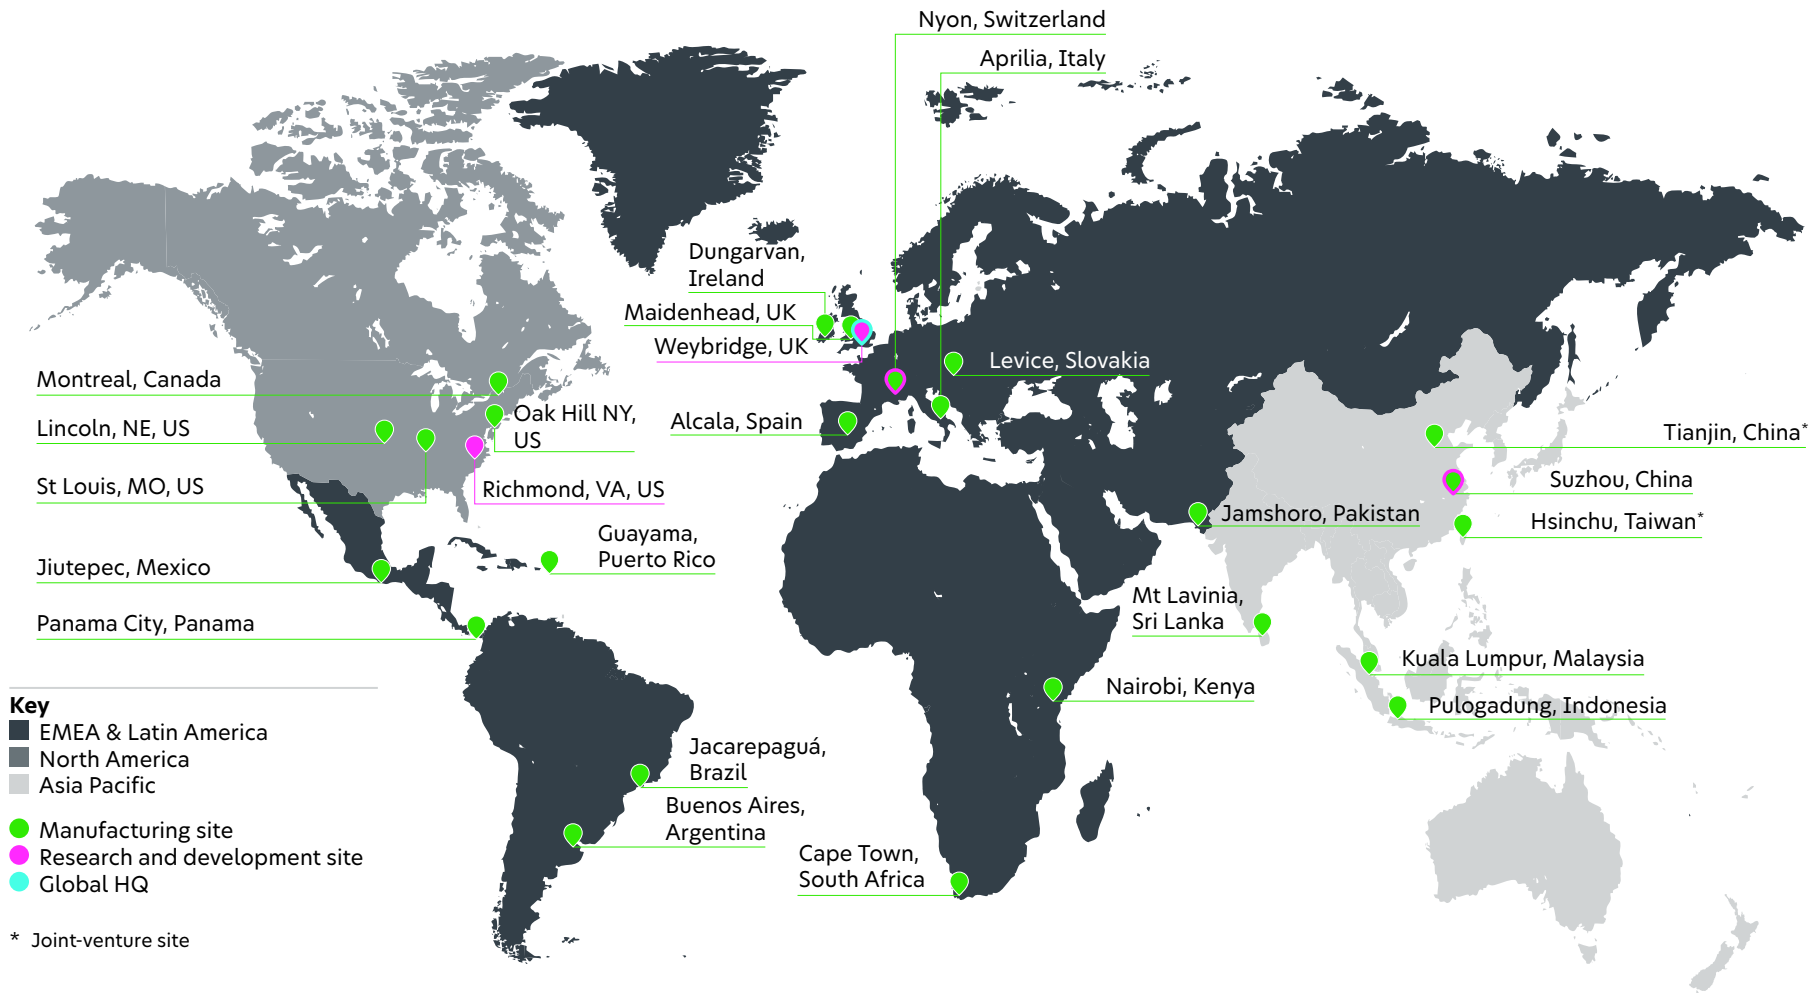 Nyon, Switzerland
Aprilia, Italy
Dungarvan,
Ireland
Maidenhead, UK
Weybridge, UK
Levice, Slovakia
Alcala, Spain
Montreal, Canada
Lincoln, NE, US
Oak Hill NY,
US
St Louis, MO, US
Richmond, VA, US
Guayama,
Puerto Rico
Jiutepec, Mexico
Panama City, Panama
Tianjin, China*
Suzhou, China
Jamshoro, Pakistan
Hsinchu, Taiwan*
Mt Lavinia,
Sri Lanka
Kuala Lumpur, Malaysia
Nairobi, Kenya
Pulogadung, Indonesia
Jacarepaguá,
Brazil
Buenos Aires,
Argentina
Cape Town,
South Africa
Key
EMEA & Latin America
North America
Asia Pacific
Manufacturing site
Research and development site
Global HQ
* Joint-venture site